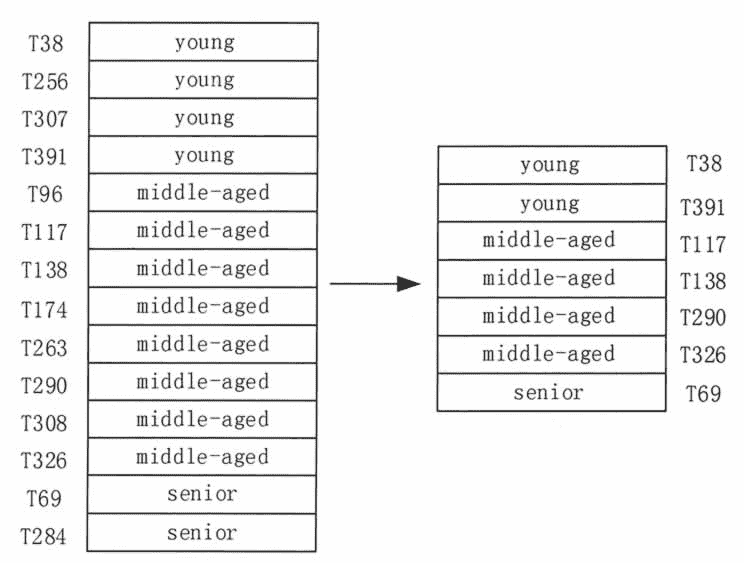 T38 young
T256 young
T307 young
T391 young
T96 middle-aged
T117 middle-aged
T138 middle-aged
T174 middle-aged
T263 middle-aged
T290 middle-aged
T308 middle-aged
T326 middle-aged
T69 senior
T284 senior
young T38
young T391
middle-aged T117
middle-aged T138
middle-aged T290
middle-aged T326
senior T69